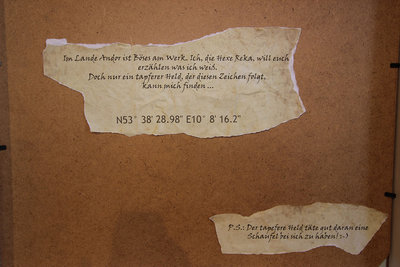 Im Lande Andor ist Böses am Werk. Ich, die Hexe Reka, will euch
erzählen was ich weiß.
Doch nur ein tapferer Held, der diesen Zeichen folgt,
kann mich finden ...
N53° 38' 28.98" E10° 8' 16.2"
P.S.: Der tapfere Held täte gut daran eine
Schaufel bei sich zu haben! :-)